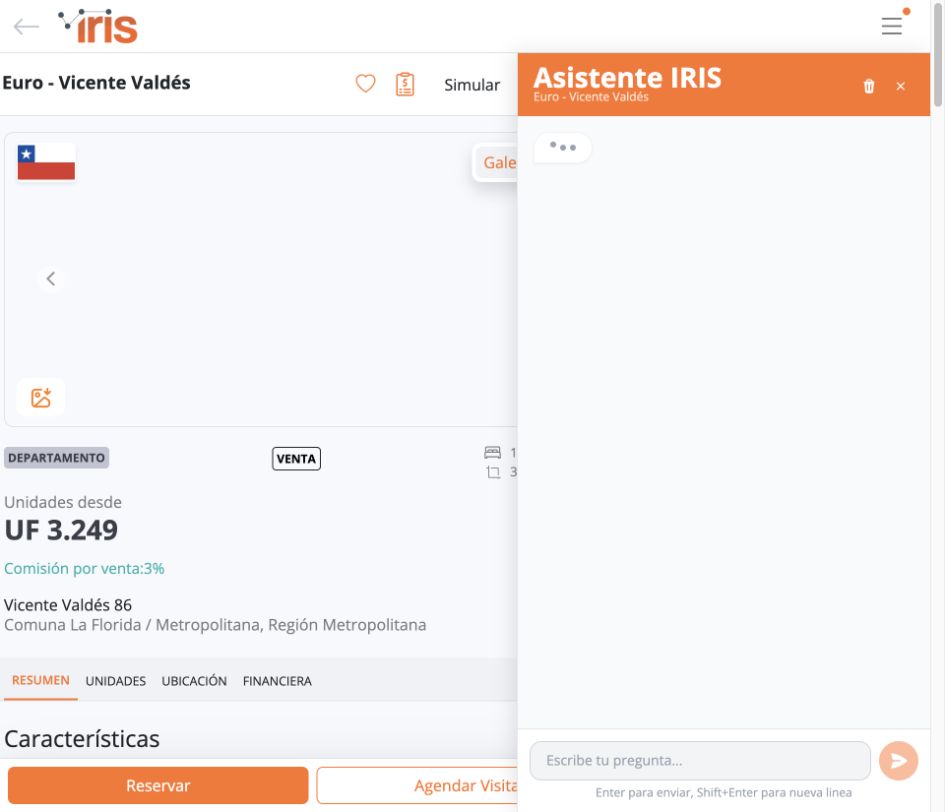 iris
Euro - Vicente Valdés
Simular
Asistente IRIS
Euro - Vicente Valdés
Gale
DEPARTAMENTO
VENTA
1
3
Unidades desde
UF 3.249
Comisión por venta:3%
Vicente Valdés 86
Comuna La Florida / Metropolitana, Región Metropolitana
RESUMEN UNIDADES UBICACIÓN FINANCIERA
Características
Reservar
Agendar Visita
Escribe tu pregunta...
Enter para enviar, Shift+Enter para nueva linea